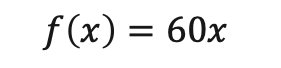 f(x) = 60x